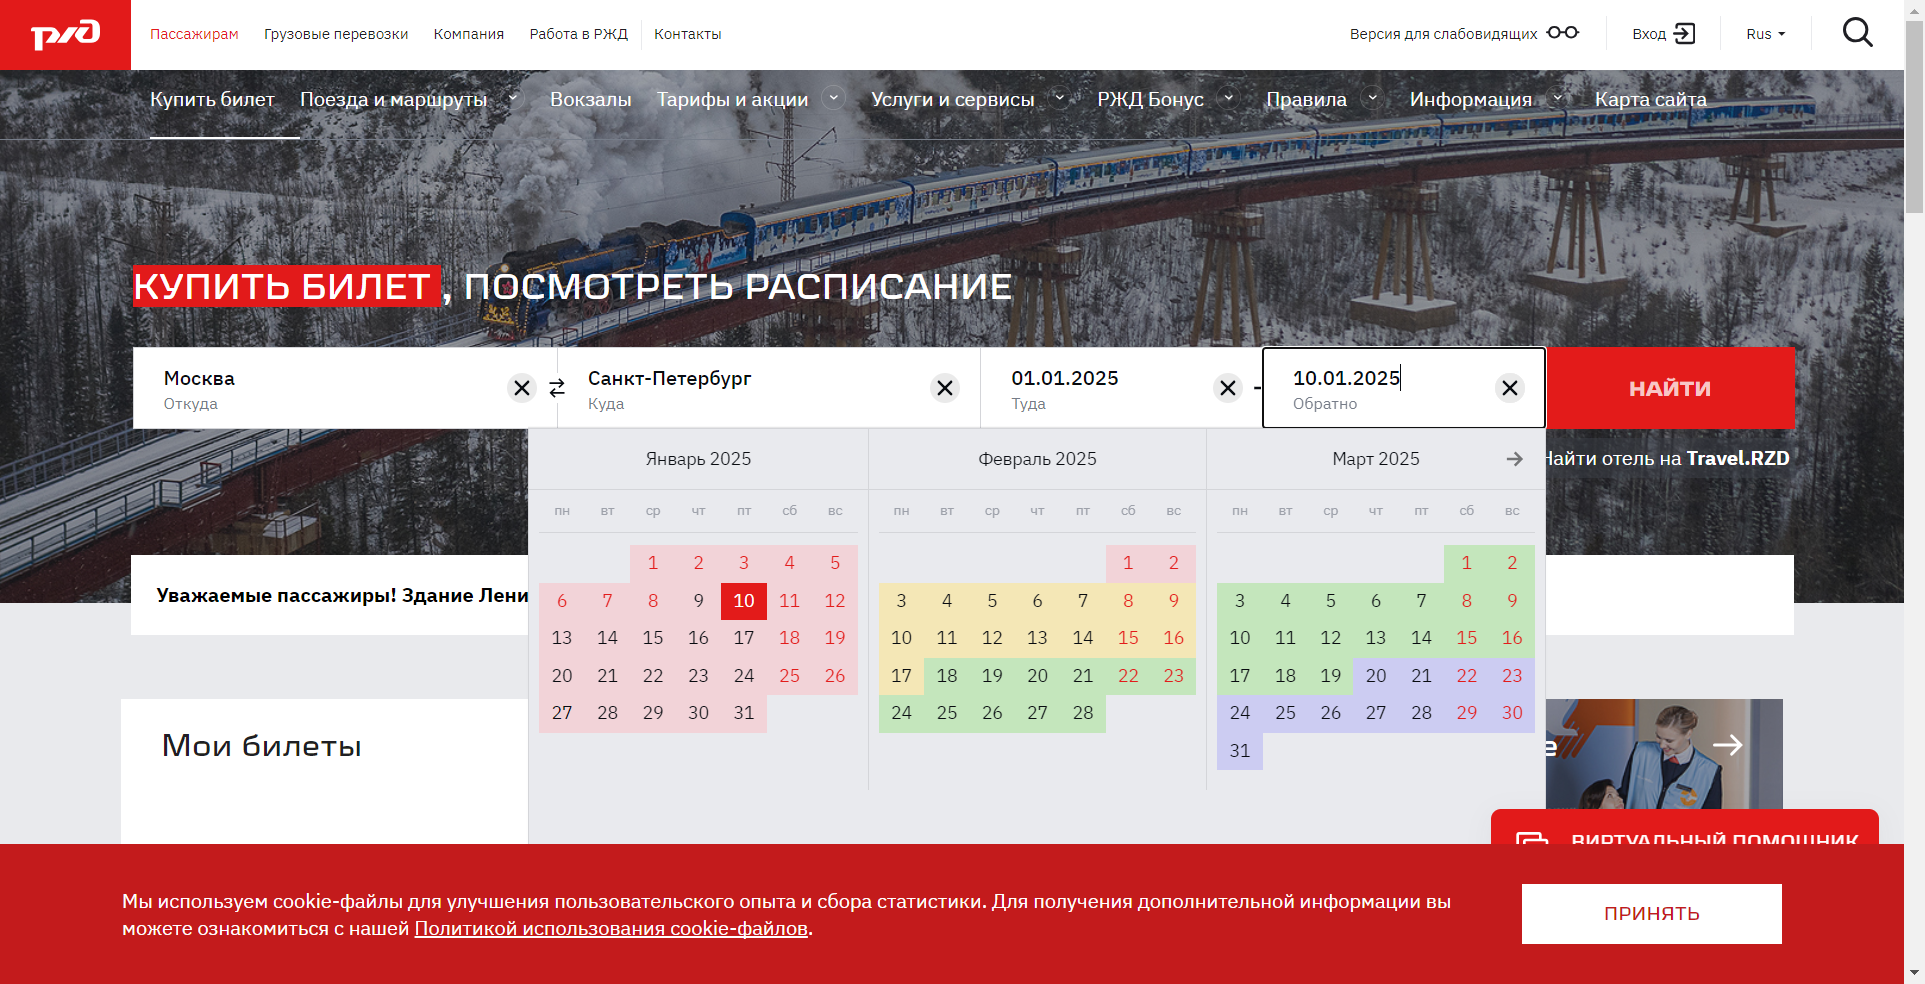 ржд
Пассажирам Грузовые перевозки Компания Работа в РЖД Контакты Версия для слабовидящих Вход Rus
Купить билет Поезда и маршруты Вокзалы Тарифы и акции Услуги и сервисы РЖД Бонус Правила Информация Карта сайта
КУПИТЬ БИЛЕТ , ПОСМОТРЕТЬ РАСПИСАНИЕ
Москва Санкт-Петербург 01.01.2025 - 10.01.2025 НАЙТИ
Откуда Куда Туда Обратно
Найти отель на Travel.RZD
Январь 2025 Февраль 2025 Март 2025
пн вт ср чт пт сб вс пн вт ср чт пт сб вс пн вт ср чт пт сб вс
1 2 3 4 5 1 2 1 2
Уважаемые пассажиры! Здание Лени
6 7 8 9 10 11 12 3 4 5 6 7 8 9 3 4 5 6 7 8 9
13 14 15 16 17 18 19 10 11 12 13 14 15 16 10 11 12 13 14 15 16
20 21 22 23 24 25 26 17 18 19 20 21 22 23 17 18 19 20 21 22 23
27 28 29 30 31 24 25 26 27 28 24 25 26 27 28 29 30
31
Мои билеты
е
ВИРТУАЛЬНЫЙ ПОМОЩНИК
Мы используем cookie-файлы для улучшения пользовательского опыта и сбора статистики. Для получения дополнительной информации вы
можете ознакомиться с нашей Политикой использования cookie-файлов.
ПРИНЯТЬ